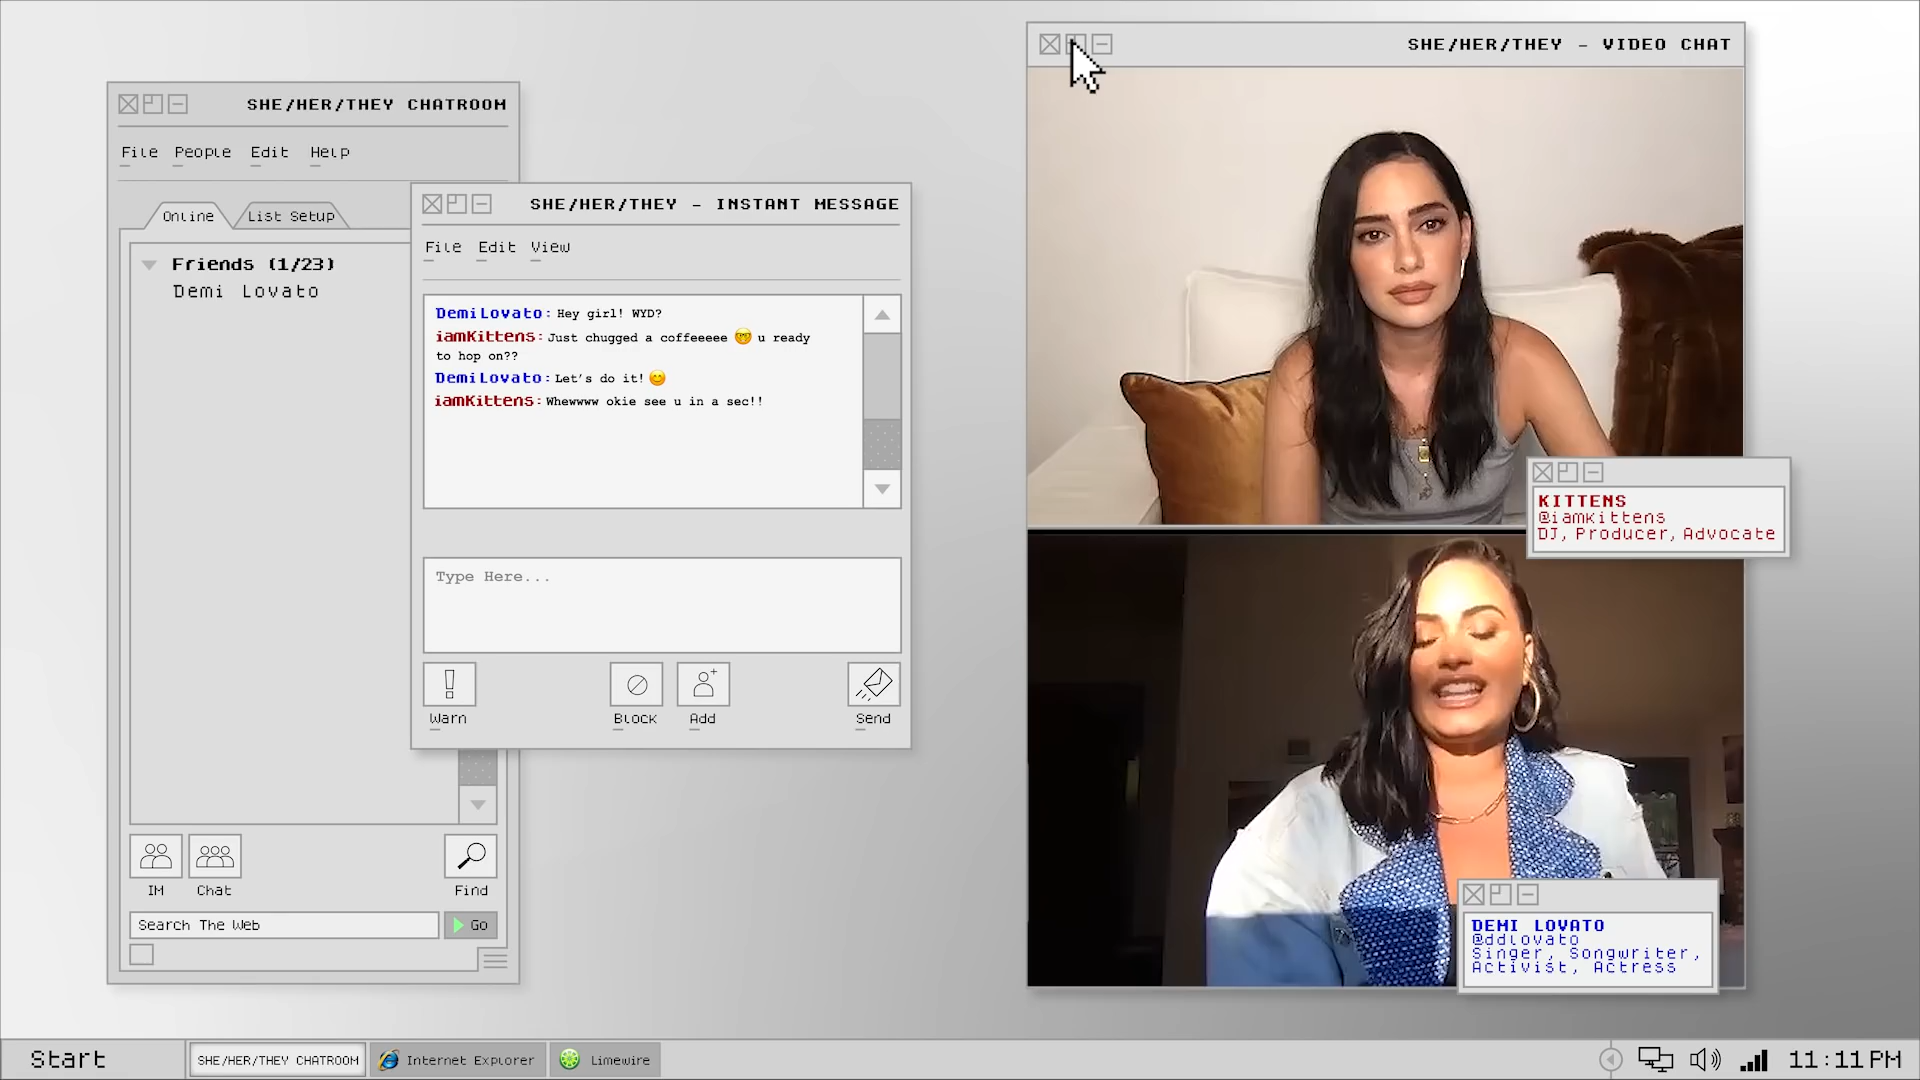 SHE/HER/THEY CHATROOM
File People Edit Help
Online List Setup
Friends (1/23)
Demi Lovato
IM Chat Find
Search The Web Go
SHE/HER/THEY - INSTANT MESSAGE
File Edit View
DemiLovato: Hey girl! WYD?
iamKittens: Just chugged a coffeeeee 🤓 u ready
to hop on??
DemiLovato: Let's do it! 😊
iamKittens: Whewwww okie see u in a sec!!
Type Here...
Warn Block Add Send
SHE/HER/THEY - VIDEO CHAT
KITTENS
@iamkittens
DJ, Producer, Advocate
DEMI LOVATO
@ddlovato
Singer, Songwriter,
Activist, Actress
Start SHE/HER/THEY CHATROOM Internet Explorer Limewire 11:11 PM